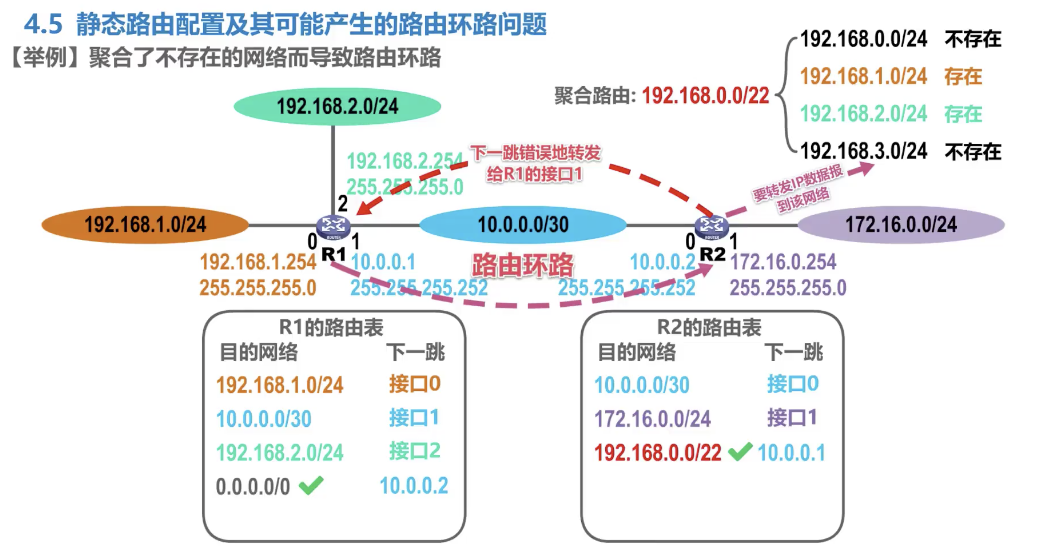 4.5 静态路由配置及其可能产生的路由环路问题
【举例】聚合了不存在的网络而导致路由环路
聚合路由: 192.168.0.0/22
192.168.0.0/24 不存在
192.168.1.0/24 存在
192.168.2.0/24 存在
192.168.3.0/24 不存在
192.168.2.0/24
192.168.2.254
255.255.255.0
下一跳错误地转发
给R1的接口1
要转发IP数据报
到该网络
192.168.1.0/24
2
0
1
R1
10.0.0.0/30
0
1
R2
172.16.0.0/24
192.168.1.254
255.255.255.0
10.0.0.1
255.255.255.252
路由环路
10.0.0.2
255.255.255.252
172.16.0.254
255.255.255.0
R1的路由表
目的网络 下一跳
192.168.1.0/24 接口0
10.0.0.0/30 接口1
192.168.2.0/24 接口2
0.0.0.0/0 10.0.0.2
R2的路由表
目的网络 下一跳
10.0.0.0/30 接口0
172.16.0.0/24 接口1
192.168.0.0/22 10.0.0.1